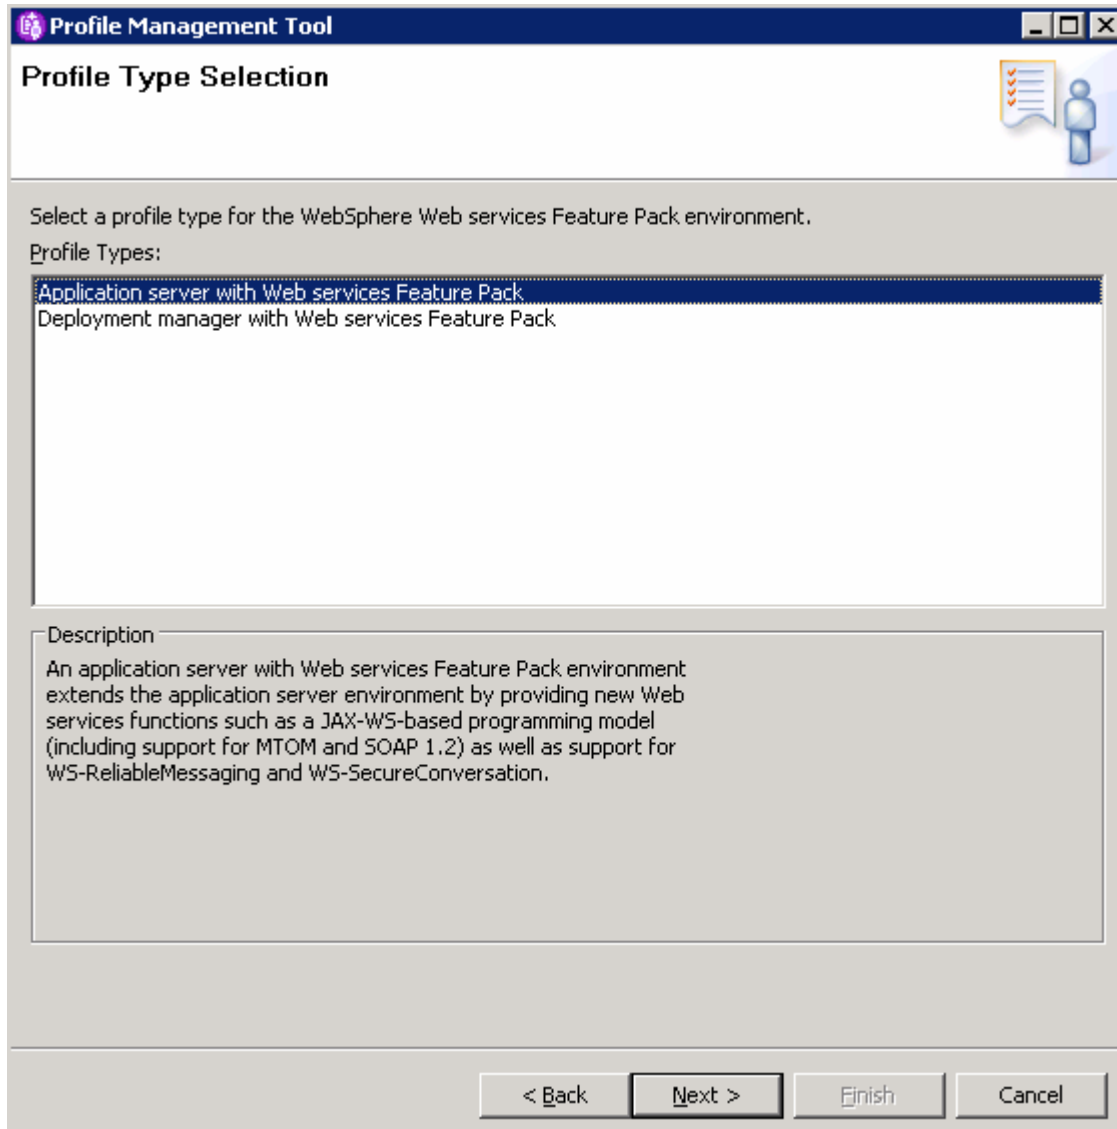 Profile Management Tool
Profile Type Selection
Select a profile type for the WebSphere Web services Feature Pack environment.
Profile Types:
Application server with Web services Feature Pack
Deployment manager with Web services Feature Pack
Description
An application server with Web services Feature Pack environment
extends the application server environment by providing new Web
services functions such as a JAX-WS-based programming model
(including support for MTOM and SOAP 1.2) as well as support for
WS-ReliableMessaging and WS-SecureConversation.
< Back Next > Finish Cancel